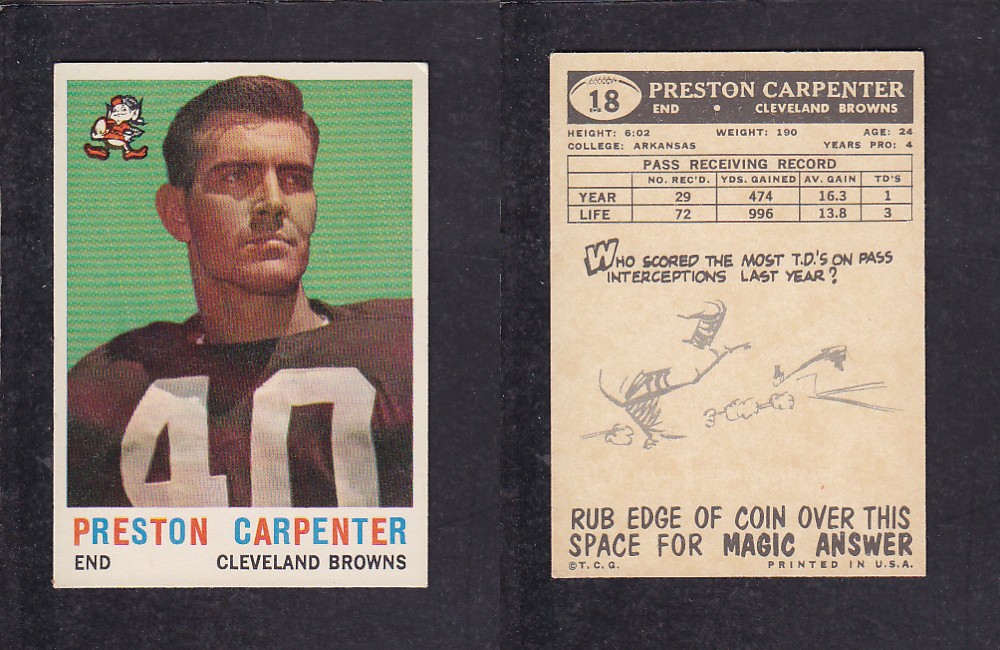 40
PRESTON CARPENTER
END CLEVELAND BROWNS
18
PRESTON CARPENTER
END • CLEVELAND BROWNS
HEIGHT: 6:02 WEIGHT: 190 AGE: 24
COLLEGE: ARKANSAS YEARS PRO: 4
PASS RECEIVING RECORD
NO. REC'D. YDS. GAINED AV. GAIN TD'S
YEAR 29 474 16.3 1
LIFE 72 996 13.8 3
WHO SCORED THE MOST T.D.'S ON PASS
INTERCEPTIONS LAST YEAR?
RUB EDGE OF COIN OVER THIS
SPACE FOR MAGIC ANSWER
©T.C.G. PRINTED IN U.S.A.